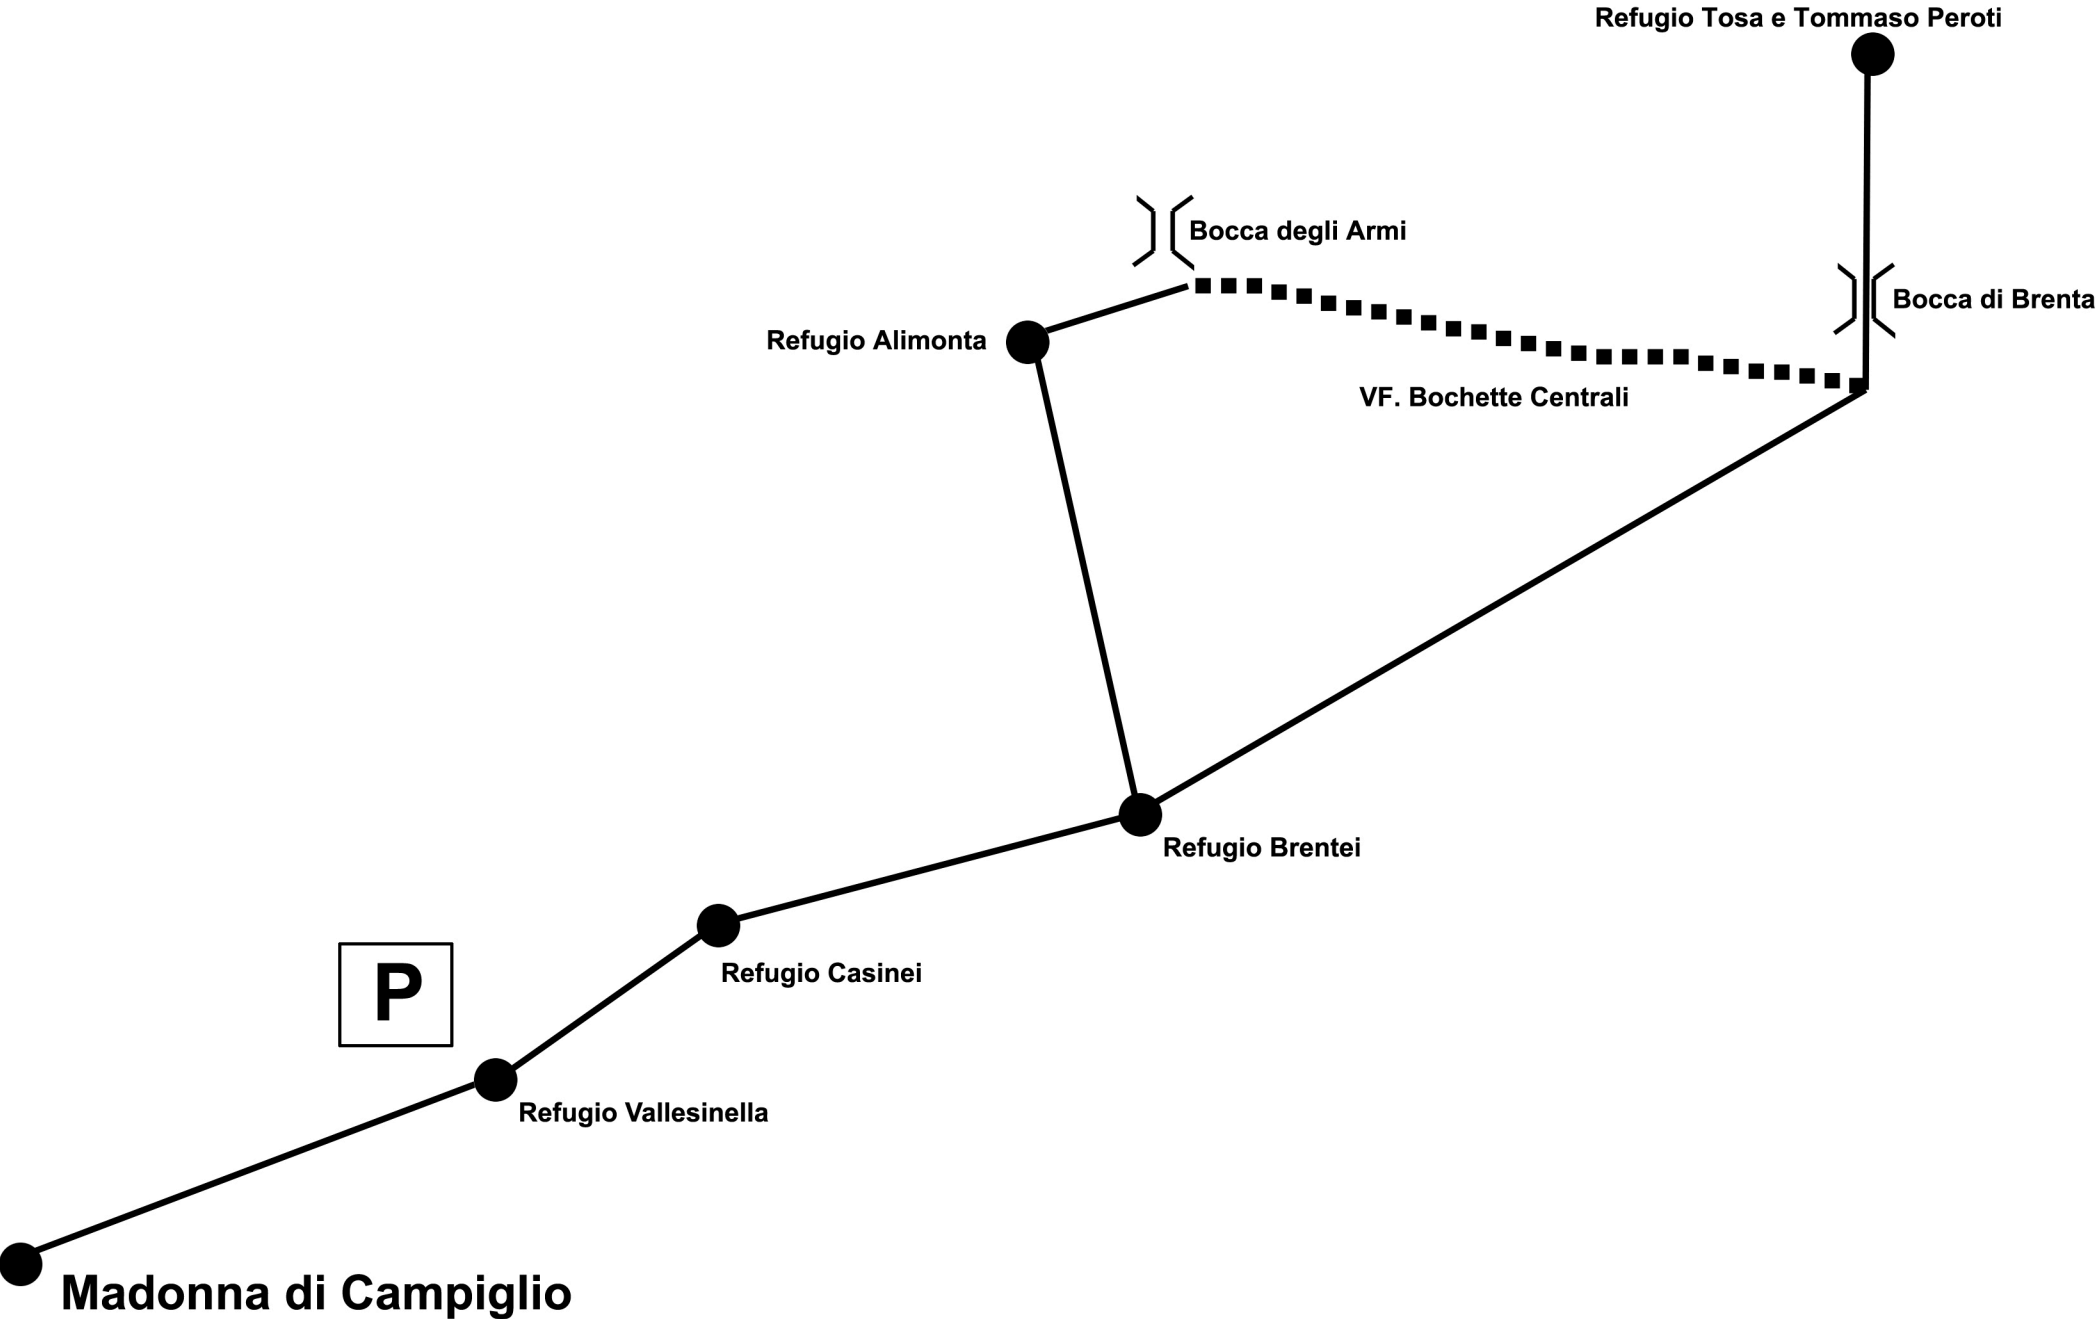 Refugio Tosa e Tommaso Peroti
Bocca degli Armi
Bocca di Brenta
Refugio Alimonta
VF. Bochette Centrali
Refugio Brentei
Refugio Casinei
P
Refugio Vallesinella
Madonna di Campiglio